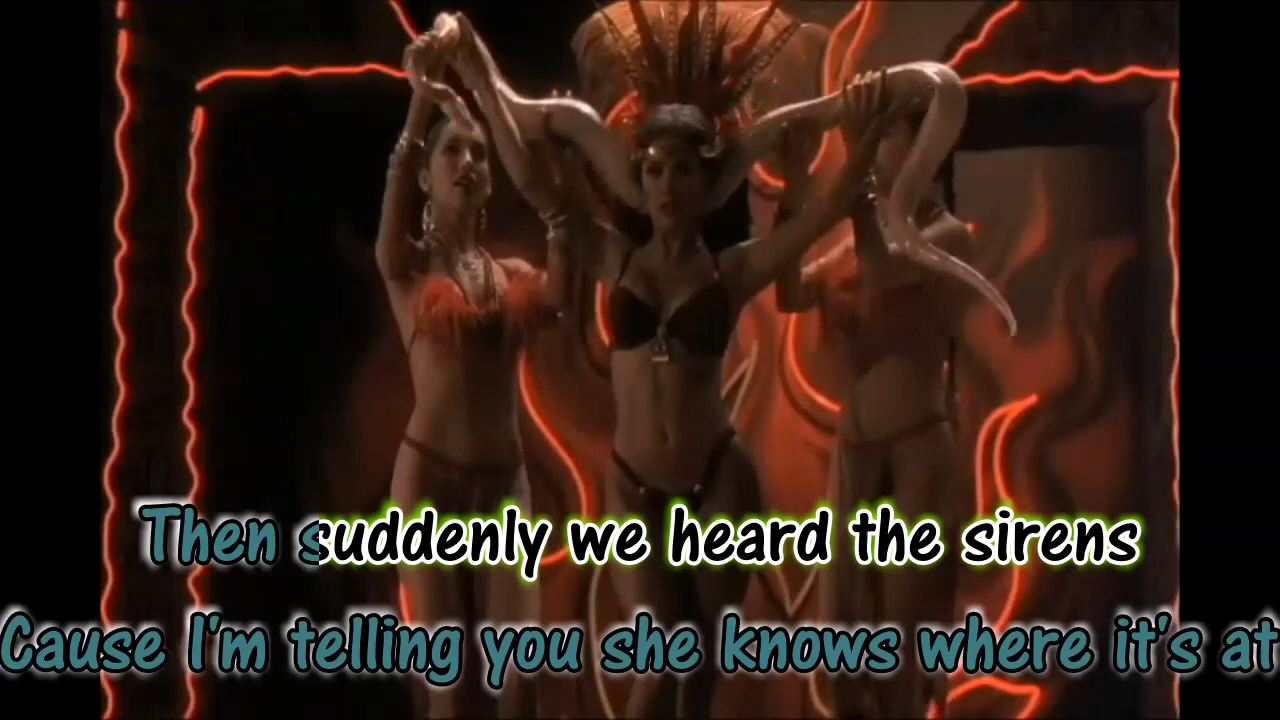 Then suddenly we heard the sirens
Cause I'm telling you she knows where it's at